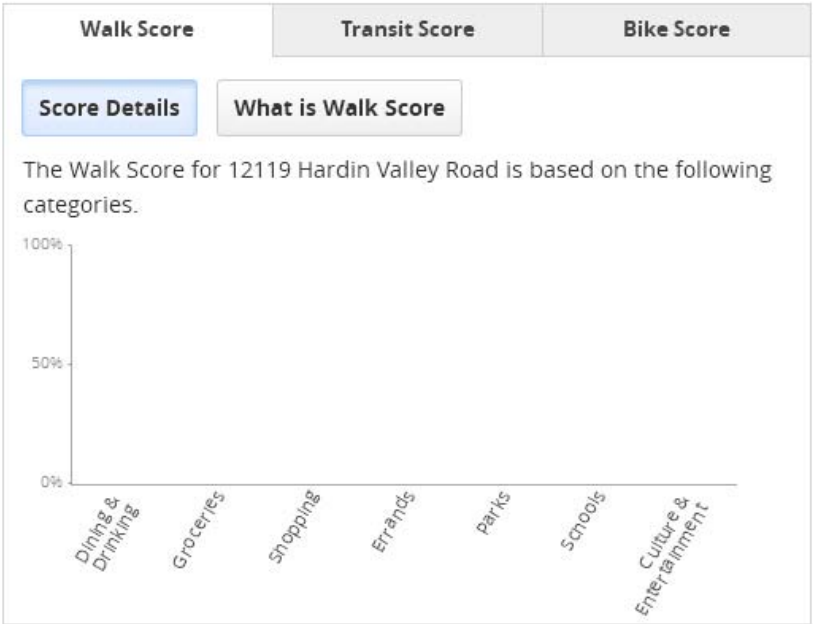 Walk Score Transit Score Bike Score
Score Details What is Walk Score
The Walk Score for 12119 Hardin Valley Road is based on the following
categories.
100%
50%
0%
Dining &
Drinking
Groceries
Shopping
Errands
Parks
Schools
Culture &
Entertainment